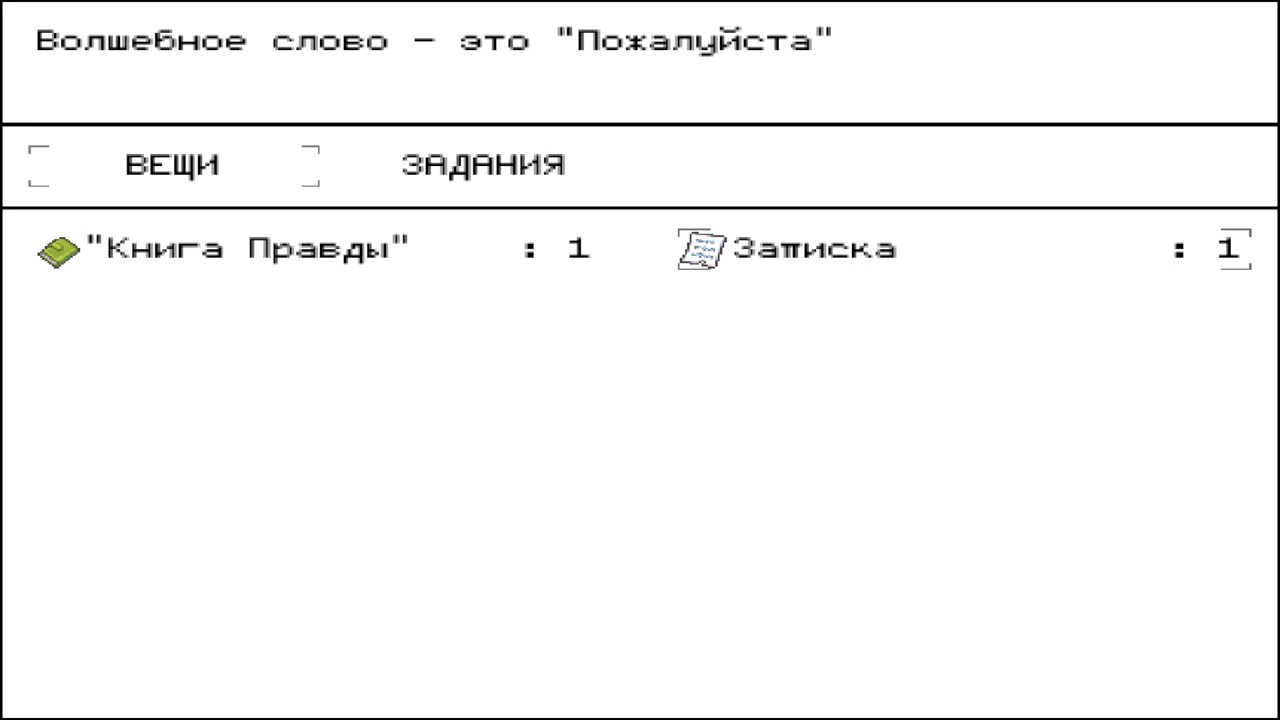 Волшебное слово - это "Пожалуйста"
ВЕЩИ ЗАДАНИЯ
"Книга Правды" : 1 Записка : 1